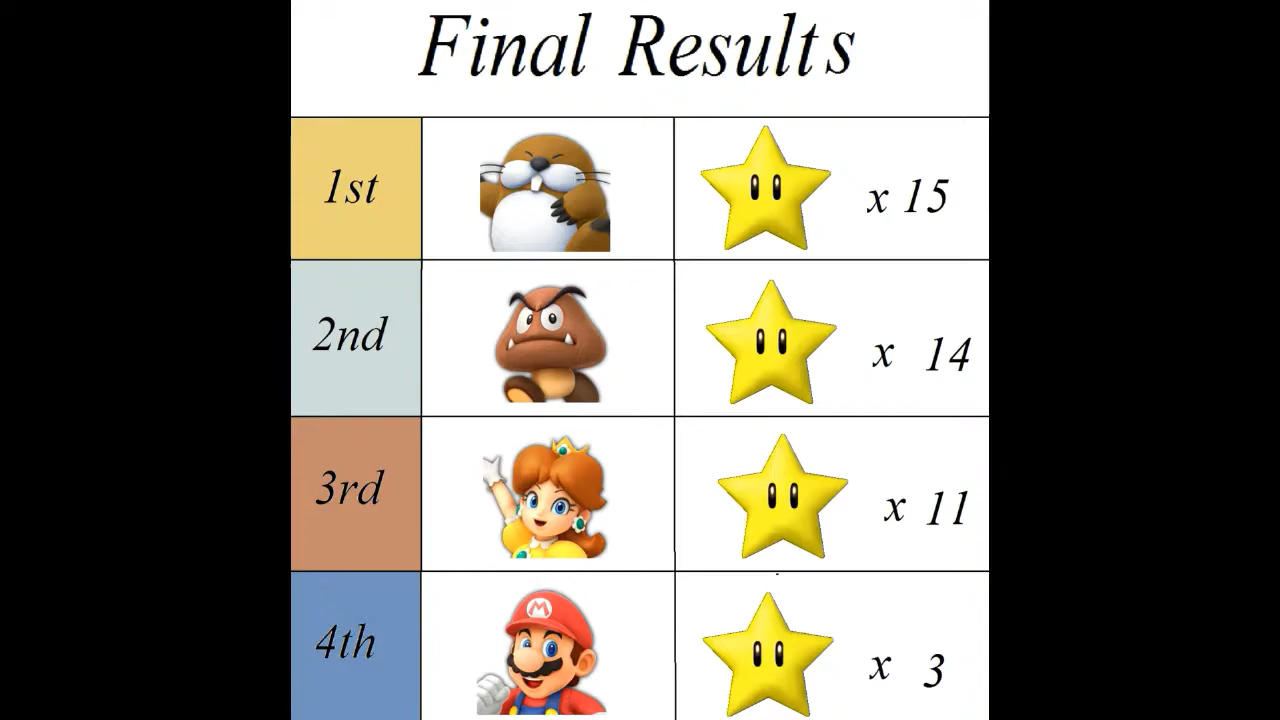 Final Results
1st x 15
2nd x 14
3rd x 11
4th M x 3